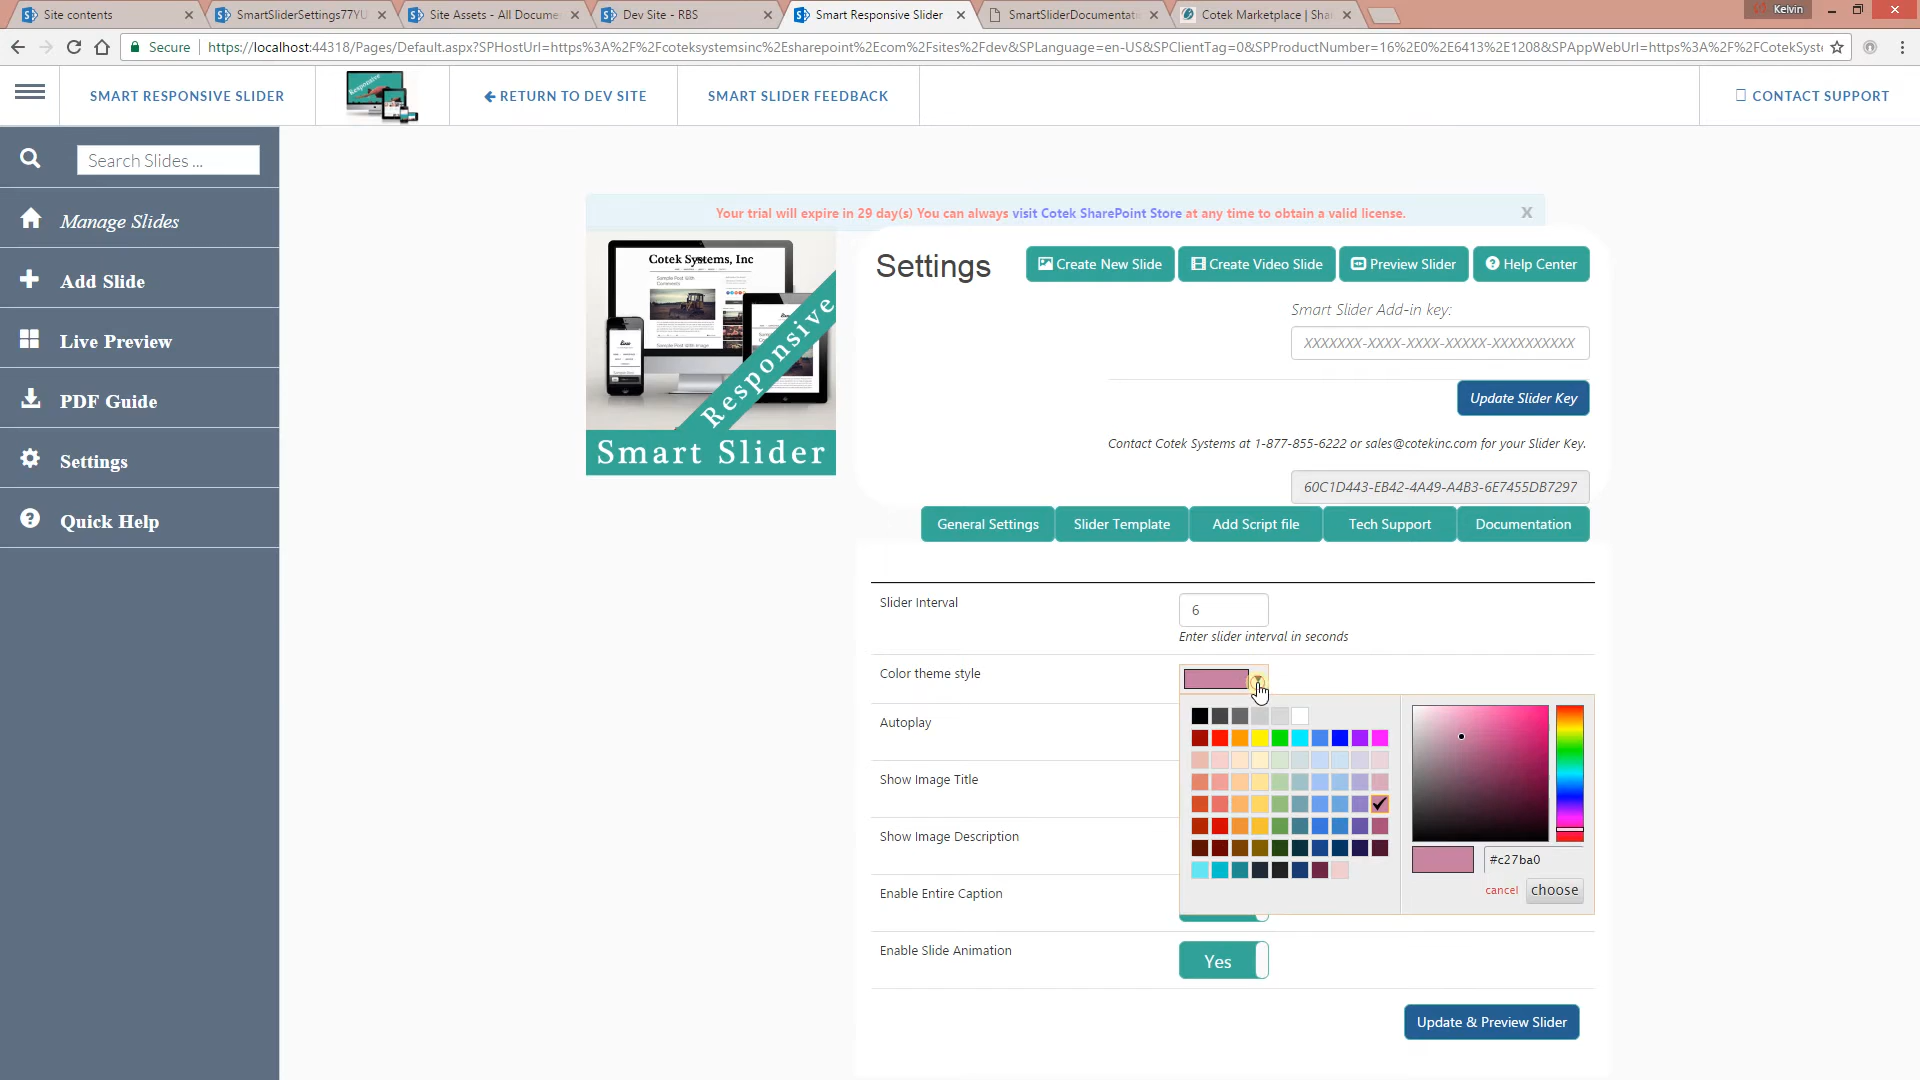 Site contents
SmartSliderSettings77YU
Site Assets - All Docume
Dev Site - RBS
Smart Responsive Slider
SmartSliderDocumentati
Cotek Marketplace | Sha
Kelvin
Secure
https://localhost:44318/Pages/Default.aspx?SPHostUrl=https%3A%2F%2Fcoteksystemsinc%2Esharepoint%2Ecom%2Fsites%2Fdev&SPLanguage=en-US&SPClientTag=0&SPProductNumber=16%2E0%2E6413%2E1208&SPAppWebUrl=https%3A%2F%2FCotekSyst
SMART RESPONSIVE SLIDER
Responsive
RETURN TO DEV SITE
SMART SLIDER FEEDBACK
CONTACT SUPPORT
Search Slides ...
Manage Slides
Add Slide
Live Preview
PDF Guide
Settings
Quick Help
Your trial will expire in 29 day(s) You can always visit Cotek SharePoint Store at any time to obtain a valid license.
X
Cotek Systems, Inc
Responsive
Smart Slider
Settings
Create New Slide
Create Video Slide
Preview Slider
Help Center
Smart Slider Add-in key:
XXXXXXX-XXXX-XXXX-XXXXX-XXXXXXXXXX
Update Slider Key
Contact Cotek Systems at 1-877-855-6222 or sales@cotekinc.com for your Slider Key.
60C1D443-EB42-4A49-A4B3-6E7455DB7297
General Settings
Slider Template
Add Script file
Tech Support
Documentation
Slider Interval
6
Enter slider interval in seconds
Color theme style
Autoplay
Show Image Title
Show Image Description
#c27ba0
cancel
choose
Enable Entire Caption
Enable Slide Animation
Yes
Update & Preview Slider